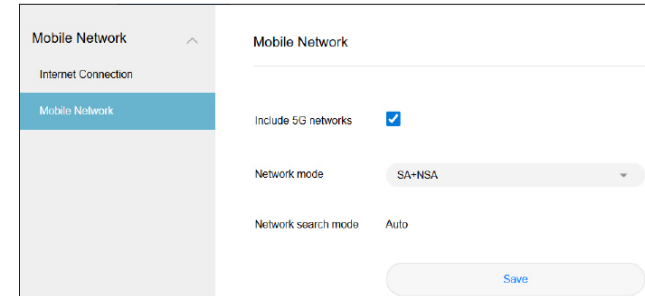 Mobile Network
Internet Connection
Mobile Network
Mobile Network
Include 5G networks
Network mode SA+NSA
Network search mode Auto
Save